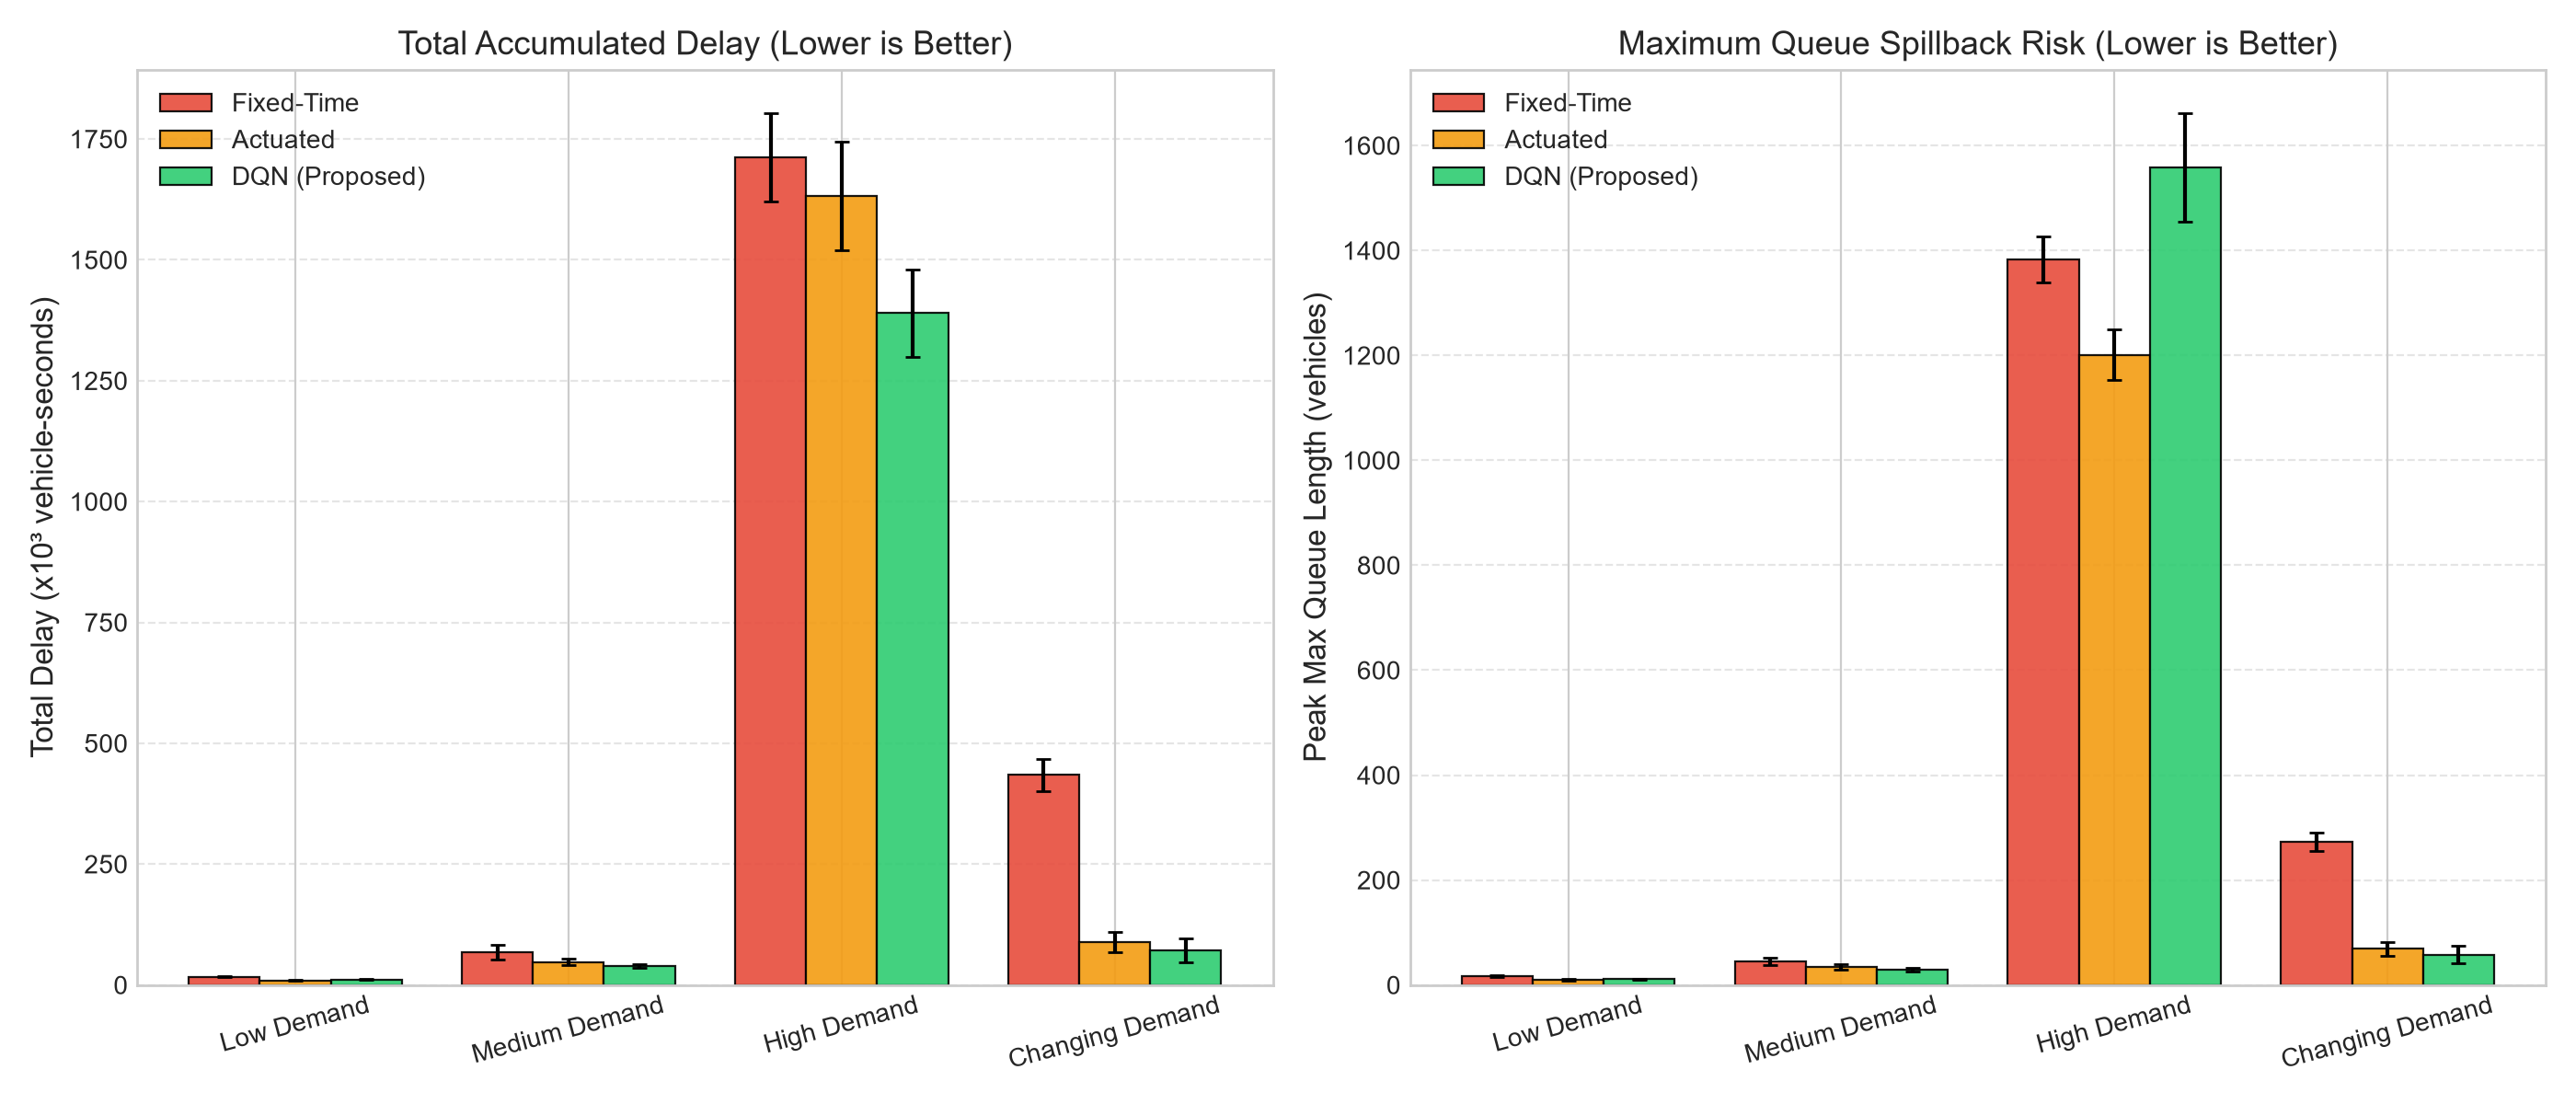 Total Accumulated Delay (Lower is Better)
Fixed-Time
Actuated
DQN (Proposed)
Total Delay (x10³ vehicle-seconds)
1750
1500
1250
1000
750
500
250
0
Low Demand
Medium Demand
High Demand
Changing Demand
Maximum Queue Spillback Risk (Lower is Better)
Fixed-Time
Actuated
DQN (Proposed)
Peak Max Queue Length (vehicles)
1600
1400
1200
1000
800
600
400
200
0
Low Demand
Medium Demand
High Demand
Changing Demand